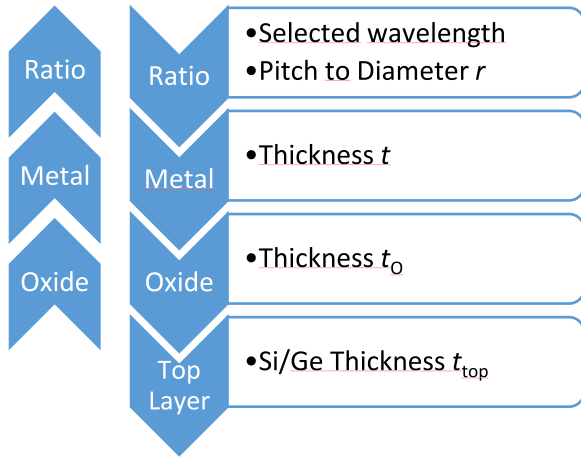 Ratio
Metal
Oxide
Ratio
•Selected wavelength
•Pitch to Diameter r
Metal
•Thickness t
Oxide
•Thickness tO
Top
Layer
•Si/Ge Thickness ttop